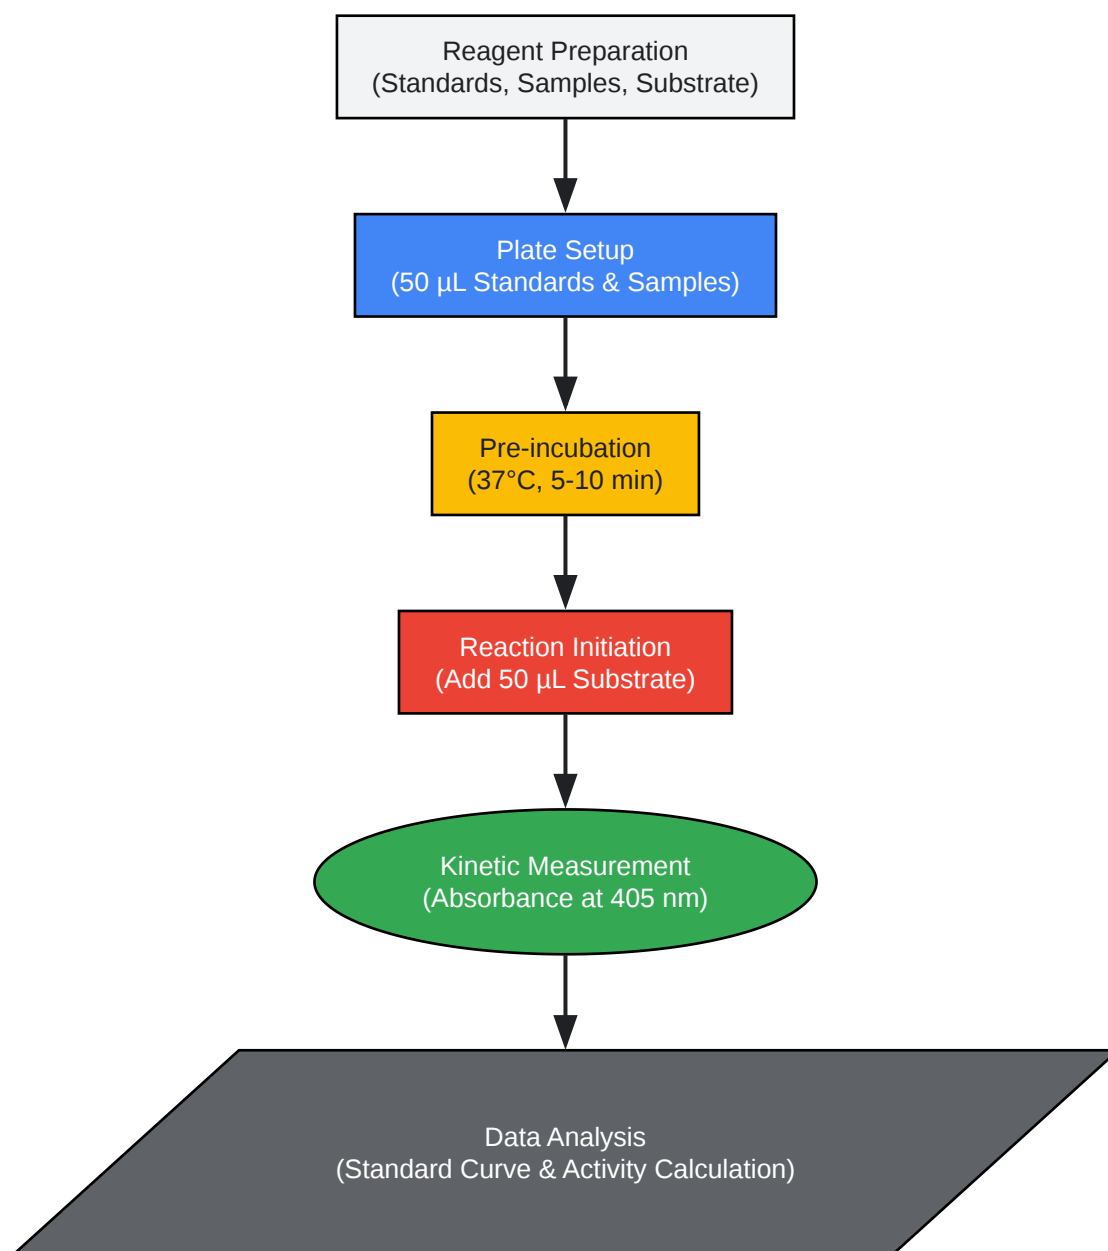 Reagent Preparation
(Standards, Samples, Substrate)
Plate Setup
(50 µL Standards & Samples)
Pre-incubation
(37°C, 5-10 min)
Reaction Initiation
(Add 50 µL Substrate)
Kinetic Measurement
(Absorbance at 405 nm)
Data Analysis
(Standard Curve & Activity Calculation)